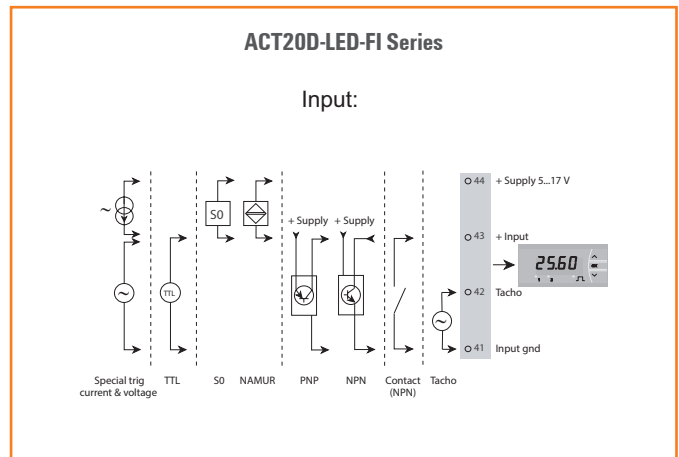 ACT20D-LED-FI Series
Input:
44 + Supply 5...17 V
S0
+ Supply + Supply
43 + Input
25.60
TTL
42 Tacho
41 Input gnd
Special trig
current & voltage
TTL
S0
NAMUR
PNP
NPN
Contact
(NPN)
Tacho